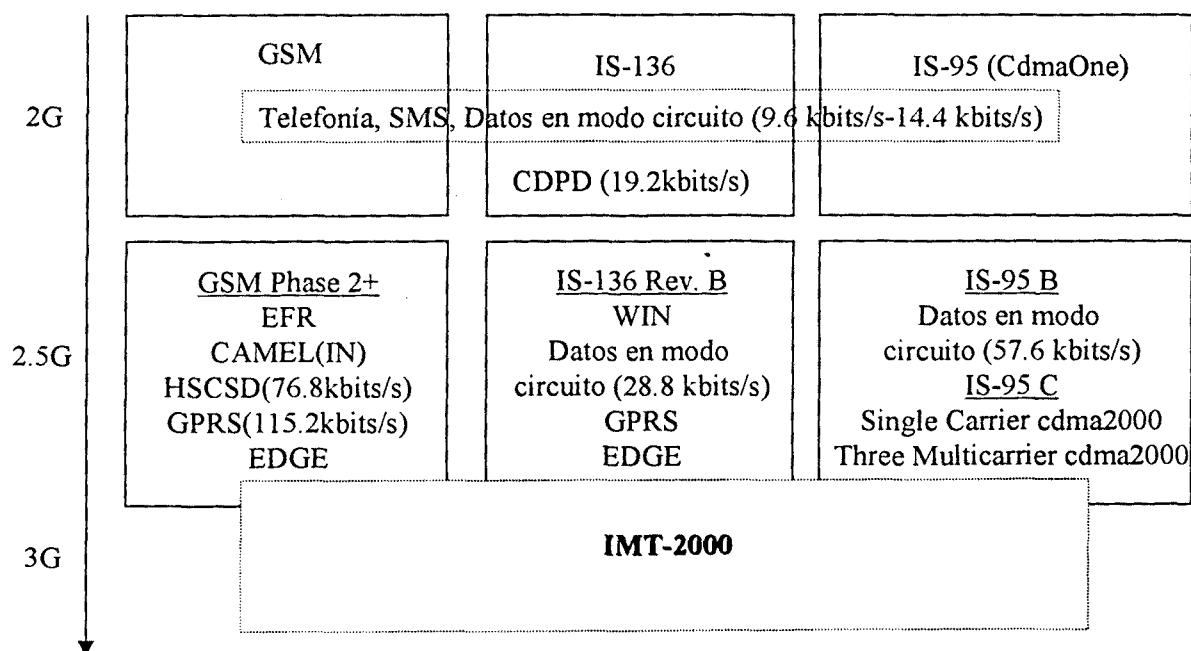 2G
GSM
IS-136
IS-95 (CdmaOne)
Telefonía, SMS, Datos en modo circuito (9.6 kbits/s-14.4 kbits/s)
CDPD (19.2kbits/s)
2.5G
GSM Phase 2+
EFR
CAMEL(IN)
HSCSD(76.8kbits/s)
GPRS(115.2kbits/s)
EDGE
IS-136 Rev. B
WIN
Datos en modo
circuito (28.8 kbits/s)
GPRS
EDGE
IS-95 B
Datos en modo
circuito (57.6 kbits/s)
IS-95 C
Single Carrier cdma2000
Three Multicarrier cdma2000
3G
IMT-2000